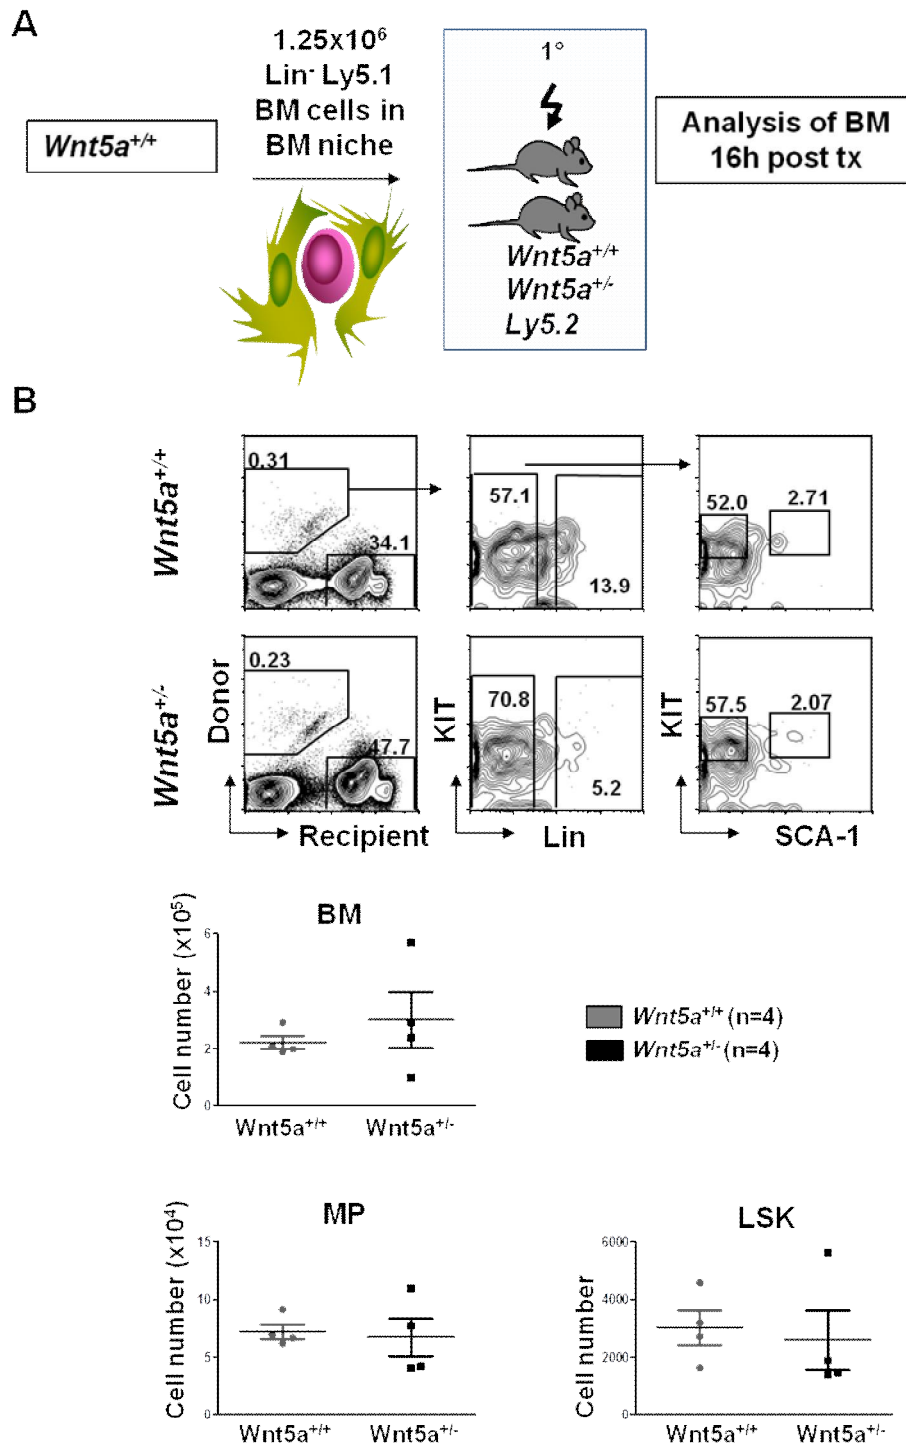 A
Wnt5a+/+
1.25x10⁶
Lin⁻ Ly5.1
BM cells in
BM niche
1°
Wnt5a+/+
Wnt5a+/-
Ly5.2
Analysis of BM
16h post tx
B
Wnt5a+/+
0.31
34.1
57.1
13.9
52.0
2.71
Wnt5a+/-
0.23
47.7
70.8
5.2
57.5
2.07
Donor
Recipient
KIT
Lin
KIT
SCA-1
BM
Cell number (x10⁵)
6
4
2
0
Wnt5a+/+
Wnt5a+/-
Wnt5a+/+ (n=4)
Wnt5a+/- (n=4)
MP
Cell number (x10⁴)
15
10
5
0
Wnt5a+/+
Wnt5a+/-
LSK
Cell number
6000
4000
2000
0
Wnt5a+/+
Wnt5a+/-